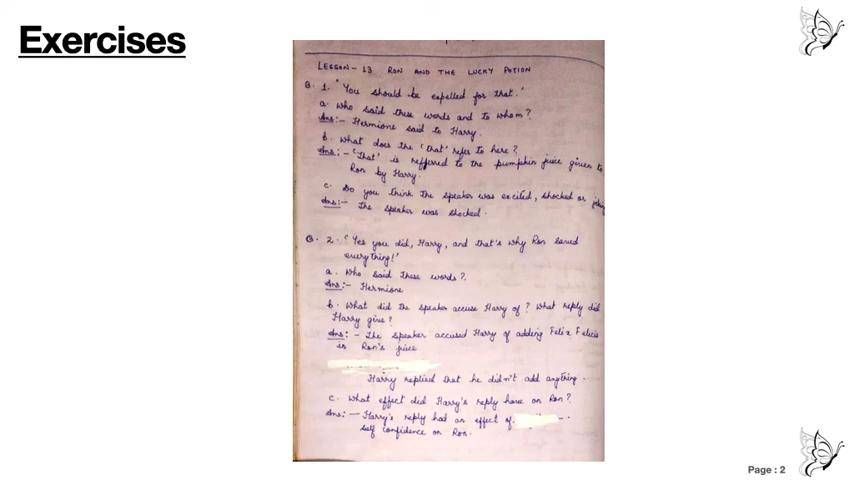 Exercises
LESSON - 13 RON AND THE LUCKY POTION
Q. 1. "You should be expelled for that."
a. Who said these words and to whom?
Ans:- Hermione said to Harry.
b. What does the 'that' refer to here?
Ans:- 'That' is reffered to the pumpkin juice given to
Ron by Harry.
c. Do you think the speaker was excited, shocked or
Ans:- The speaker was shocked.
Q. 2. "Yes you did, Harry, and that's why Ron saved
everything!"
a. Who said these words?
Ans:- Hermione
b. What did the speaker accuse Harry of? What reply did
Harry give?
Ans:- The speaker accused Harry of adding Felix Felicis
in Ron's juice
Harry replied that he didn't add anything.
c. What effect did Harry's reply have on Ron?
Ans:- Harry's reply had an effect of
self confidence on Ron.
Page : 2